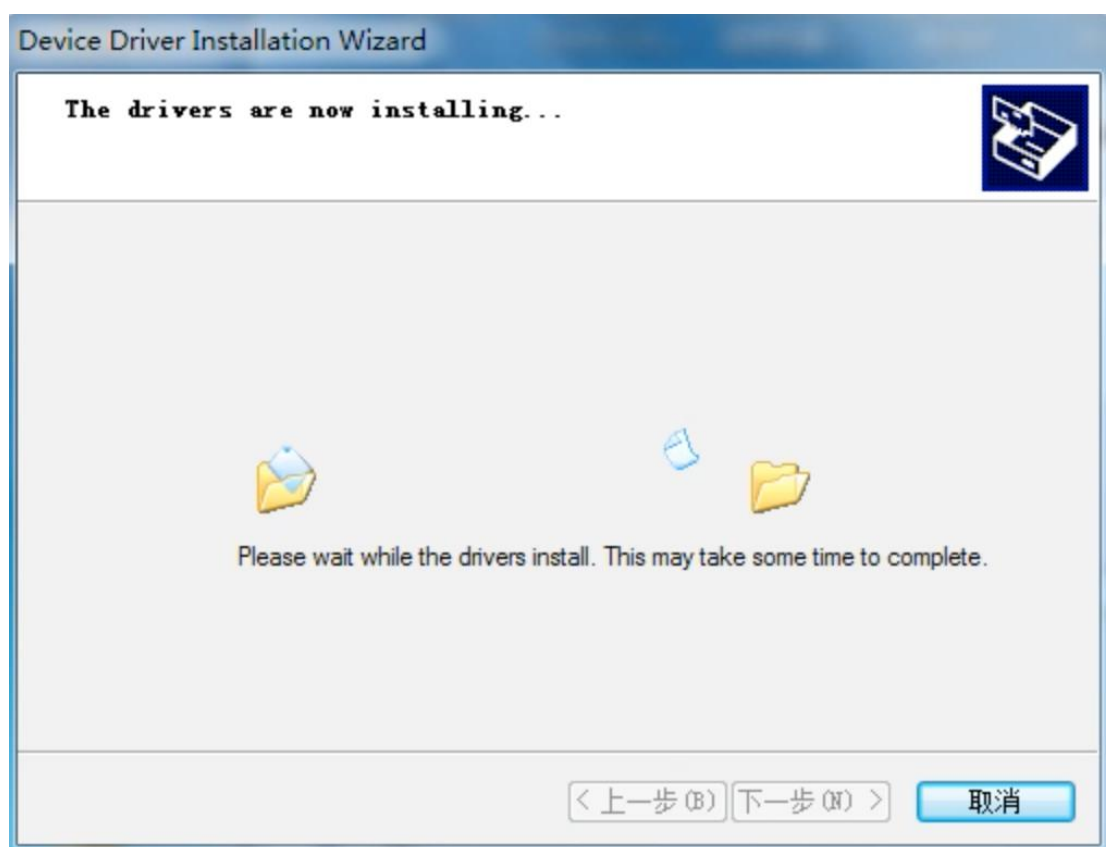 Device Driver Installation Wizard
The drivers are now installing...
Please wait while the drivers install. This may take some time to complete.
< 上一步(B) 下一步(N) > 取消